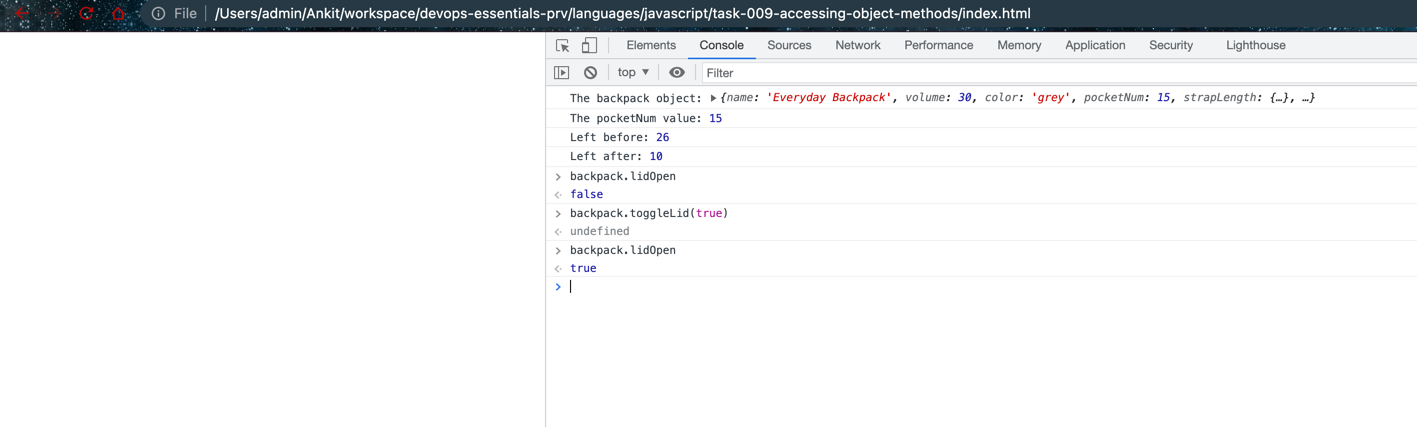 File /Users/admin/Ankit/workspace/devops-essentials-prv/languages/javascript/task-009-accessing-object-methods/index.html
Elements Console Sources Network Performance Memory Application Security Lighthouse
top ▼ Filter
The backpack object: ▶{name: 'Everyday Backpack', volume: 30, color: 'grey', pocketNum: 15, strapLength: {…}, …}
The pocketNum value: 15
Left before: 26
Left after: 10
> backpack.lidOpen
<· false
> backpack.toggleLid(true)
<· undefined
> backpack.lidOpen
<· true
>